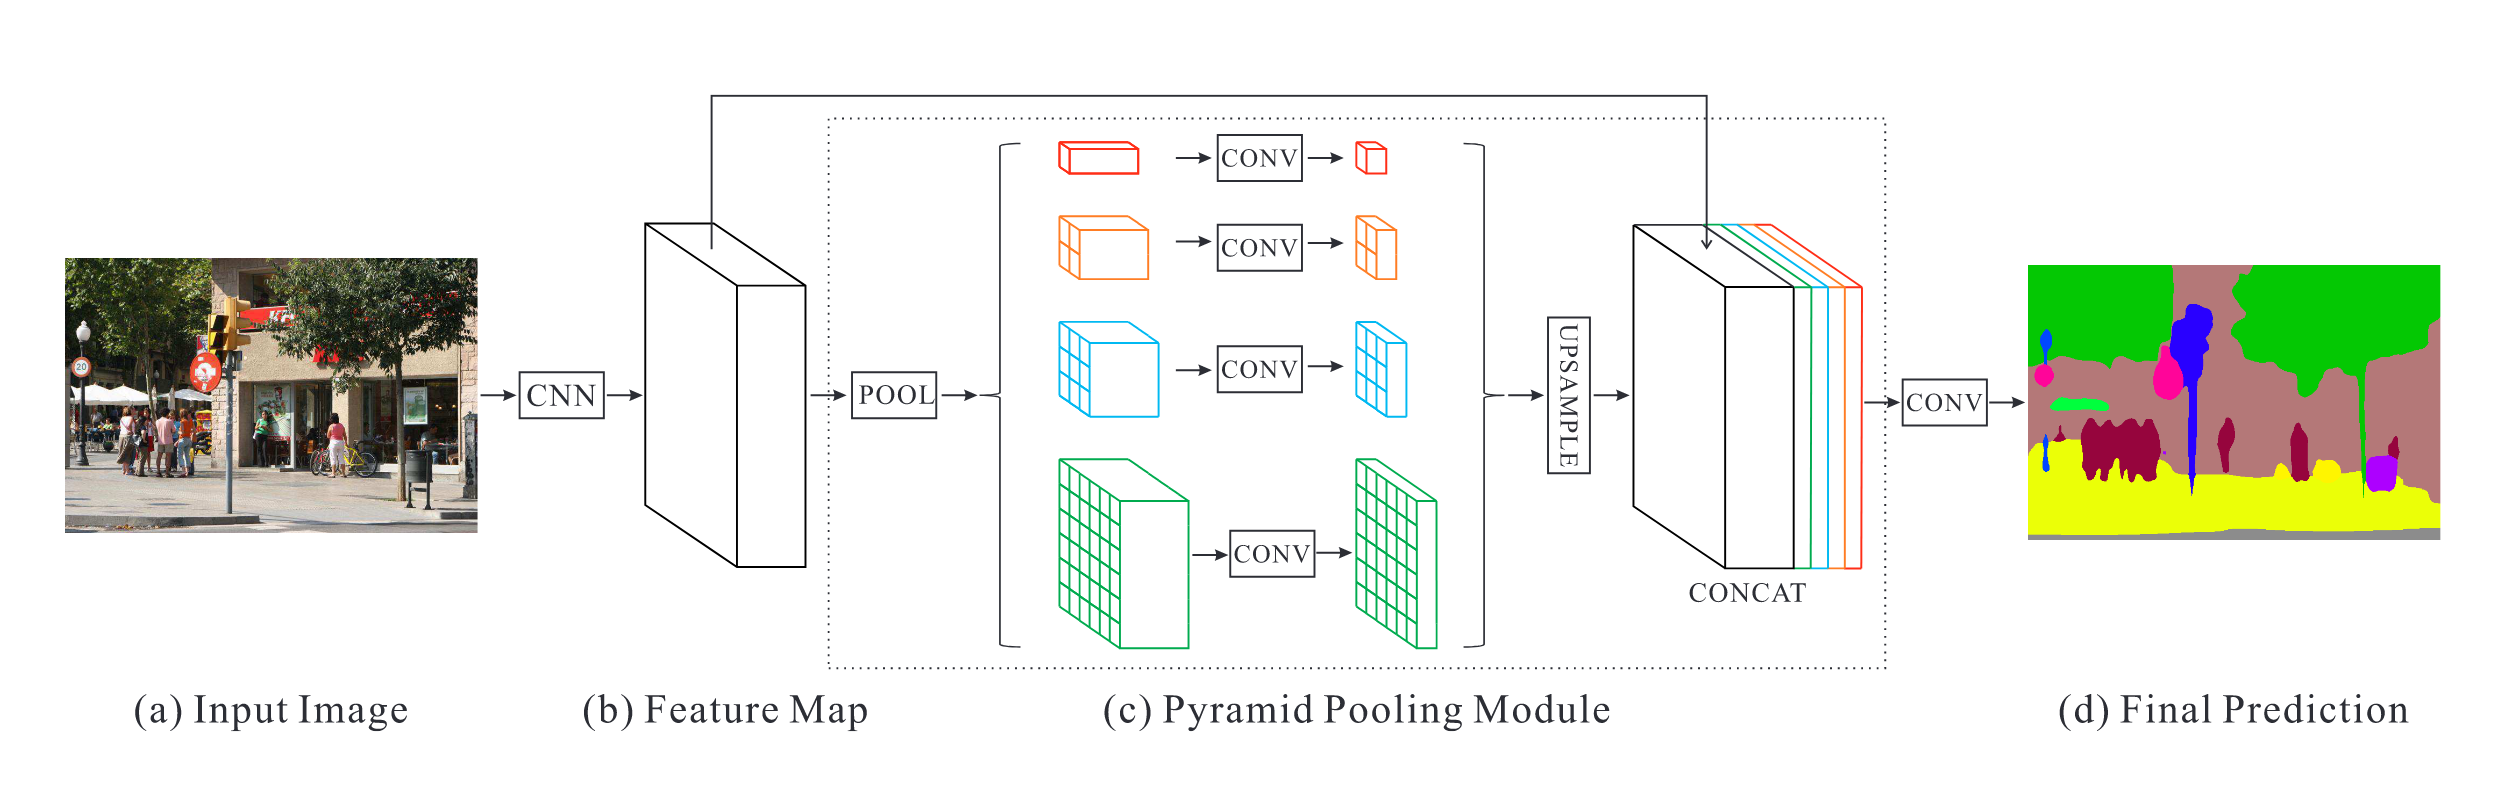 CNN
POOL
CONV
CONV
CONV
CONV
UPSAMPLE
CONCAT
CONV
20
(a) Input Image
(b) Feature Map
(c) Pyramid Pooling Module
(d) Final Prediction